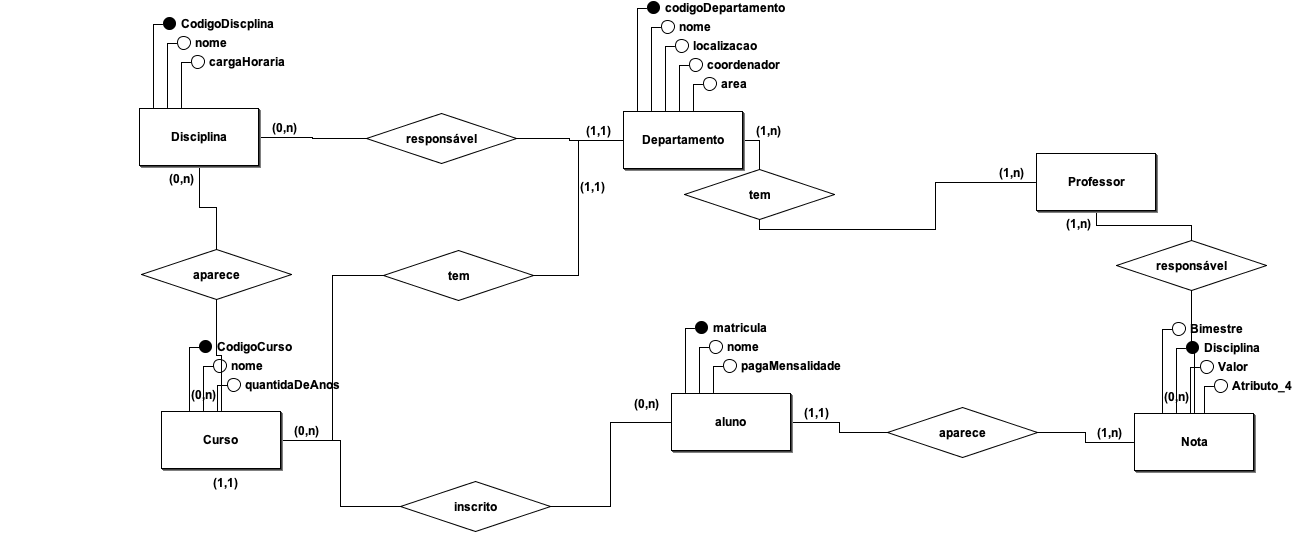 CodigoDiscplina
nome
cargaHoraria
Disciplina
(0,n)
(0,n)
responsável
(1,1)
(1,1)
codigoDepartamento
nome
localizacao
coordenador
area
Departamento
(1,n)
tem
(1,n)
Professor
(1,n)
responsável
aparece
tem
CodigoCurso
nome
quantidaDeAnos
(0,n)
Curso
(0,n)
(1,1)
inscrito
(0,n)
matricula
nome
pagaMensalidade
aluno
(1,1)
aparece
(1,n)
Bimestre
Disciplina
Valor
Atributo_4
(0,n)
Nota